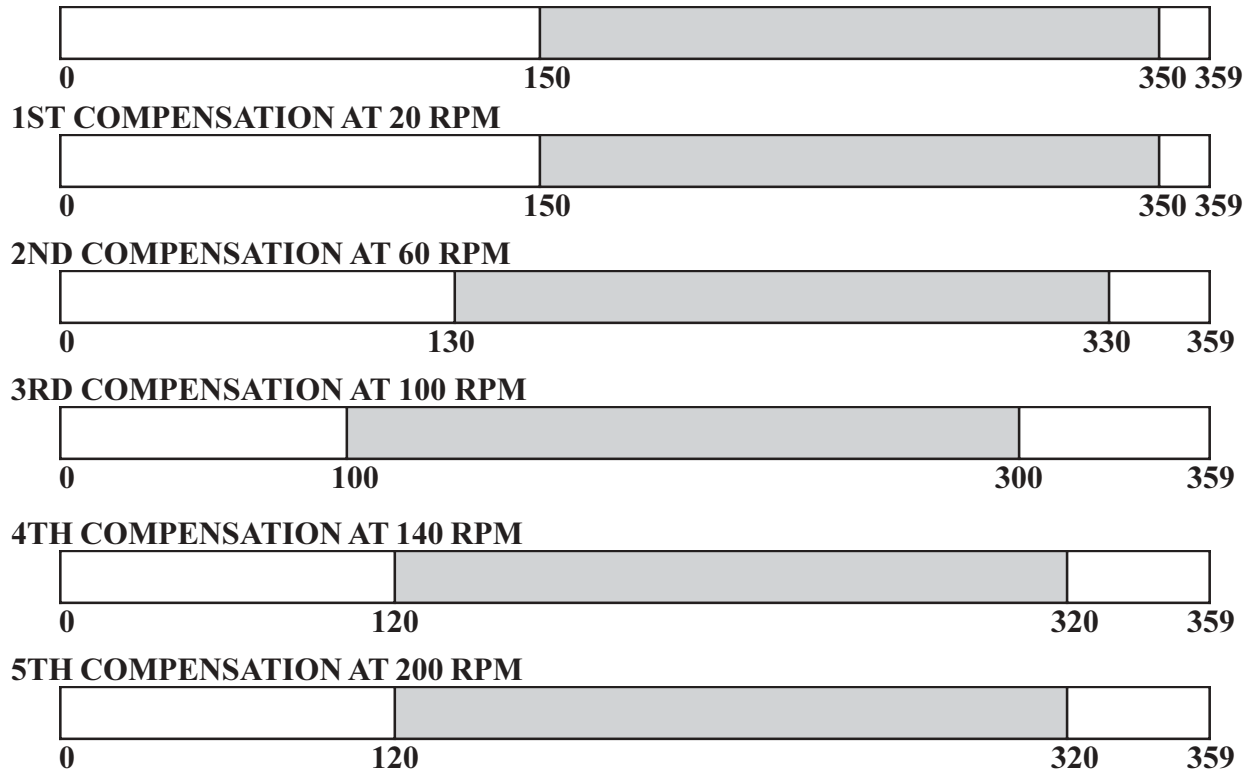 0 150 350 359
1ST COMPENSATION AT 20 RPM
0 150 350 359
2ND COMPENSATION AT 60 RPM
0 130 330 359
3RD COMPENSATION AT 100 RPM
0 100 300 359
4TH COMPENSATION AT 140 RPM
0 120 320 359
5TH COMPENSATION AT 200 RPM
0 120 320 359